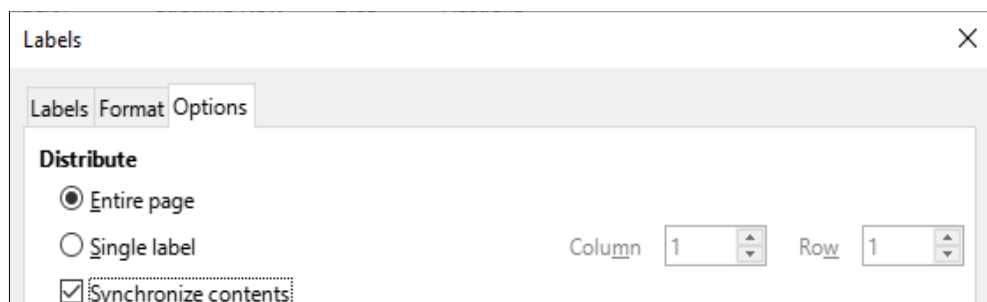 Labels
Labels Format Options
Distribute
Entire page
Single label Column 1 Row 1
Synchronize contents